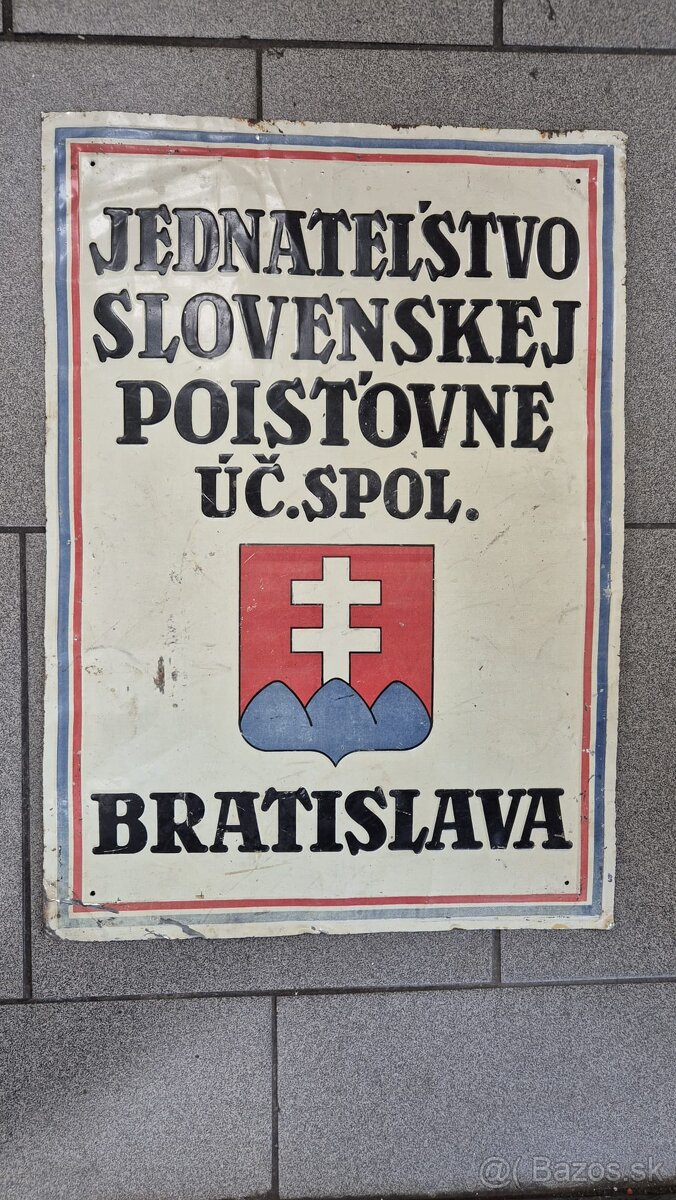 JEDNATEĽSTVO
SLOVENSKEJ
POISŤOVNE
ÚČ.SPOL.
BRATISLAVA
@( Bazos.sk